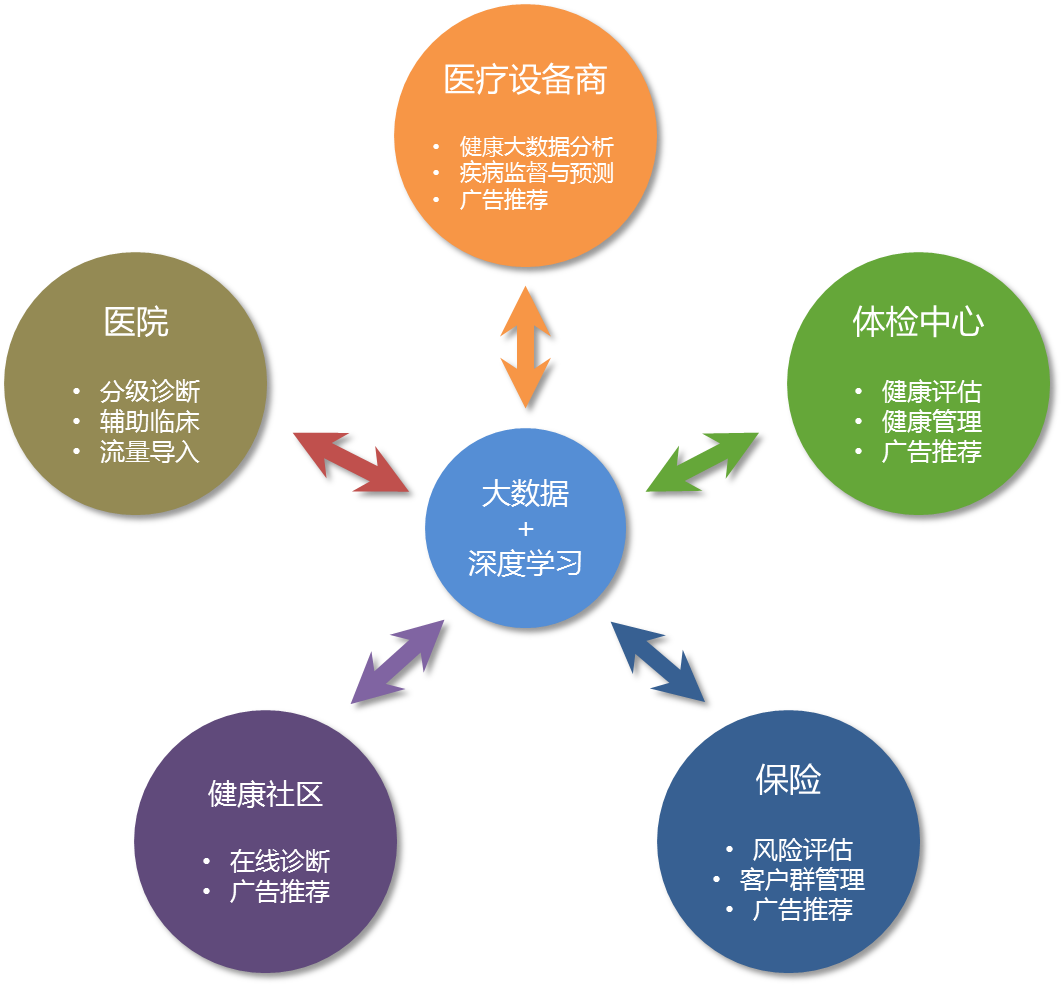 医疗设备商
• 健康大数据分析
• 疾病监督与预测
• 广告推荐
医院
• 分级诊断
• 辅助临床
• 流量导入
体检中心
• 健康评估
• 健康管理
• 广告推荐
大数据
+
深度学习
健康社区
• 在线诊断
• 广告推荐
保险
• 风险评估
• 客户群管理
• 广告推荐